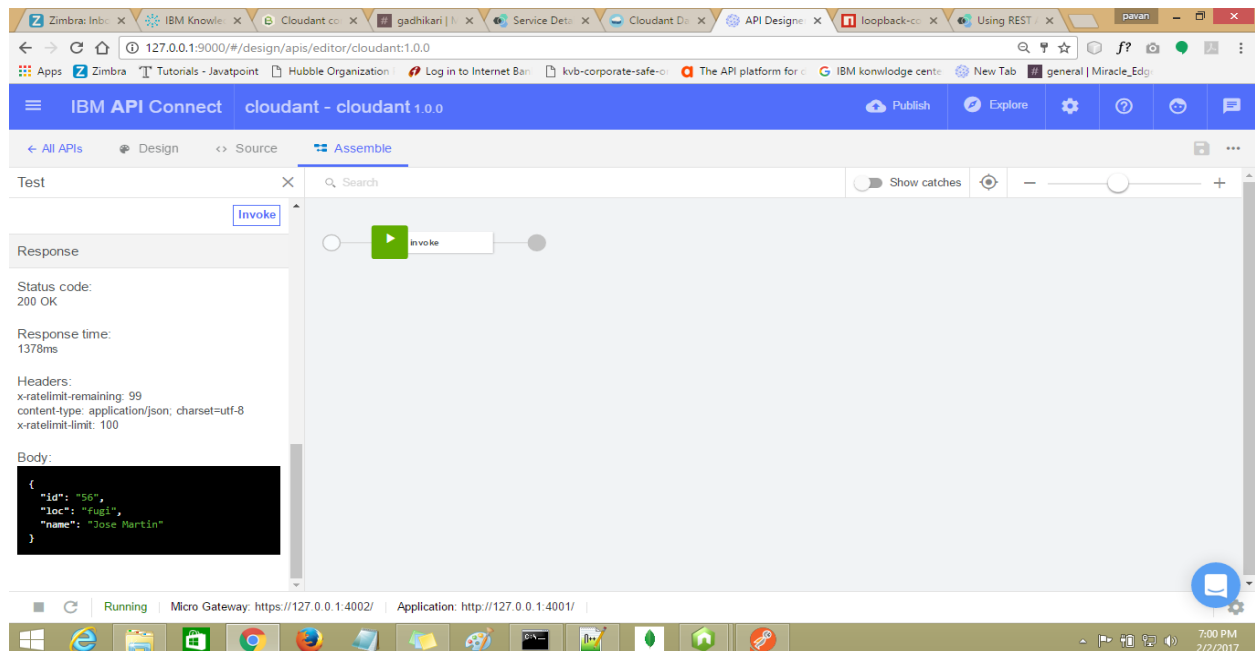 Zimbra: Inbo
IBM Knowle
Cloudant co
gadhikari | N
Service Deta
Cloudant Da
API Designe
loopback-co
Using REST A
pavan
127.0.0.1:9000/#/design/apis/editor/cloudant:1.0.0
f?
Apps
Zimbra
Tutorials - Javatpoint
Hubble Organization
Log in to Internet Ban
kvb-corporate-safe-o
The API platform for
IBM konwlodge cente
New Tab
general | Miracle_Edg
IBM API Connect
cloudant - cloudant 1.0.0
Publish
Explore
All APIs
Design
Source
Assemble
Test
Search
Show catches
Invoke
invoke
Response
Status code:
200 OK
Response time:
1378ms
Headers:
x-ratelimit-remaining: 99
content-type: application/json; charset=utf-8
x-ratelimit-limit: 100
Body:
{
"id": "56",
"loc": "fugi",
"name": "Jose Martin"
}
Running
Micro Gateway: https://127.0.0.1:4002/
Application: http://127.0.0.1:4001/
7:00 PM
2/2/2017